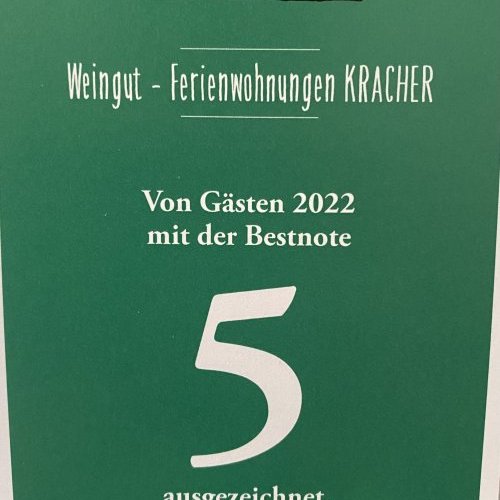 Weingut - Ferienwohnungen KRACHER
Von Gästen 2022
mit der Bestnote
5
ausgezeichnet